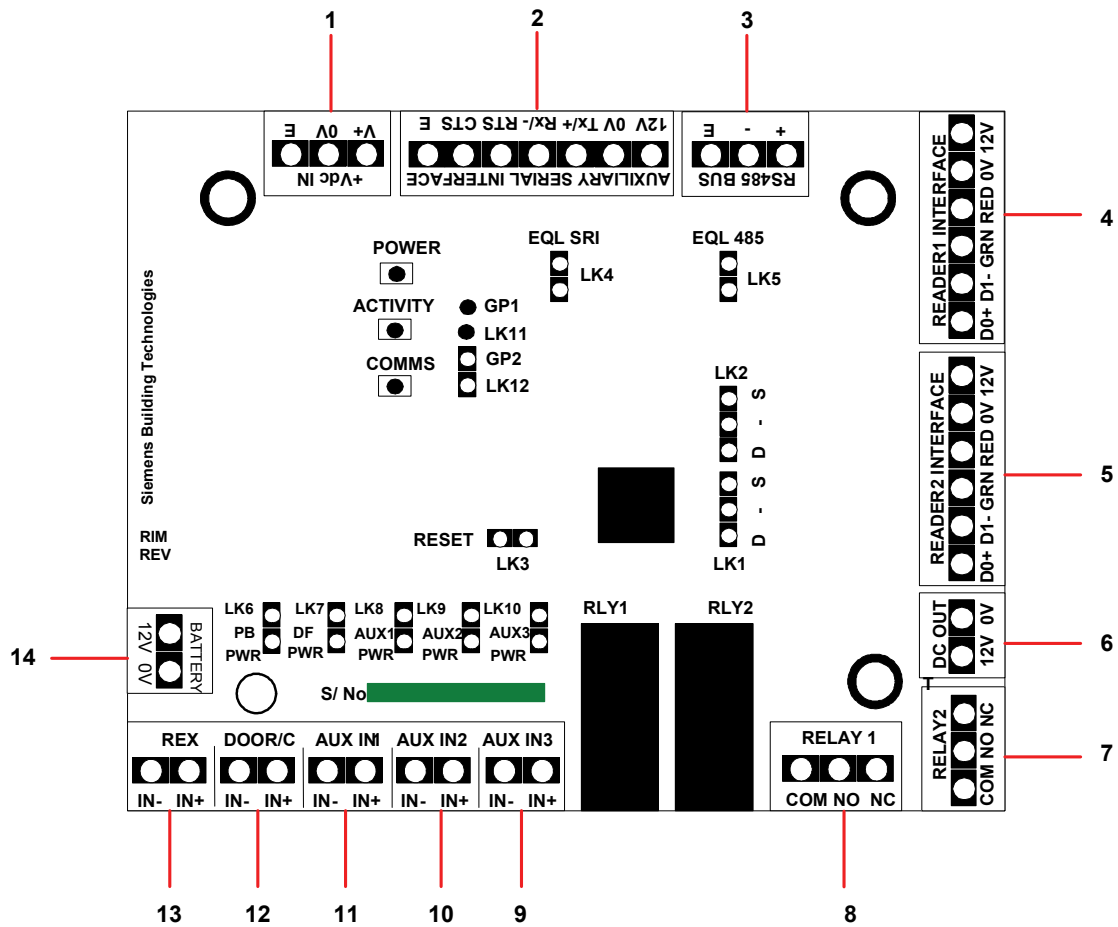 1
2
3
E 0V V+
+Vdc IN
12V 0V Tx/+ Rx/- RTS CTS E
AUXILIARY SERIAL INTERFACE
E - +
RS485 BUS
READER1 INTERFACE
D0+ D1- GRN RED 0V 12V
4
POWER
EQL SRI
LK4
EQL 485
LK5
ACTIVITY
GP1
LK11
COMMS
GP2
LK12
Siemens Building Technologies
LK2
D - S
D - S
LK1
READER2 INTERFACE
D0+ D1- GRN RED 0V 12V
5
RIM
REV
RESET
LK3
LK6
LK7
LK8
LK9
LK10
PB
PWR
DF
PWR
AUX1
PWR
AUX2
PWR
AUX3
PWR
RLY1
RLY2
DC OUT
12V 0V
6
14
BATTERY
12V 0V
S/ No
T
RELAY2
COM NO NC
7
REX
DOOR/C
AUX IN1
AUX IN2
AUX IN3
IN- IN+
IN- IN+
IN- IN+
IN- IN+
IN- IN+
RELAY 1
COM NO NC
13
12
11
10
9
8